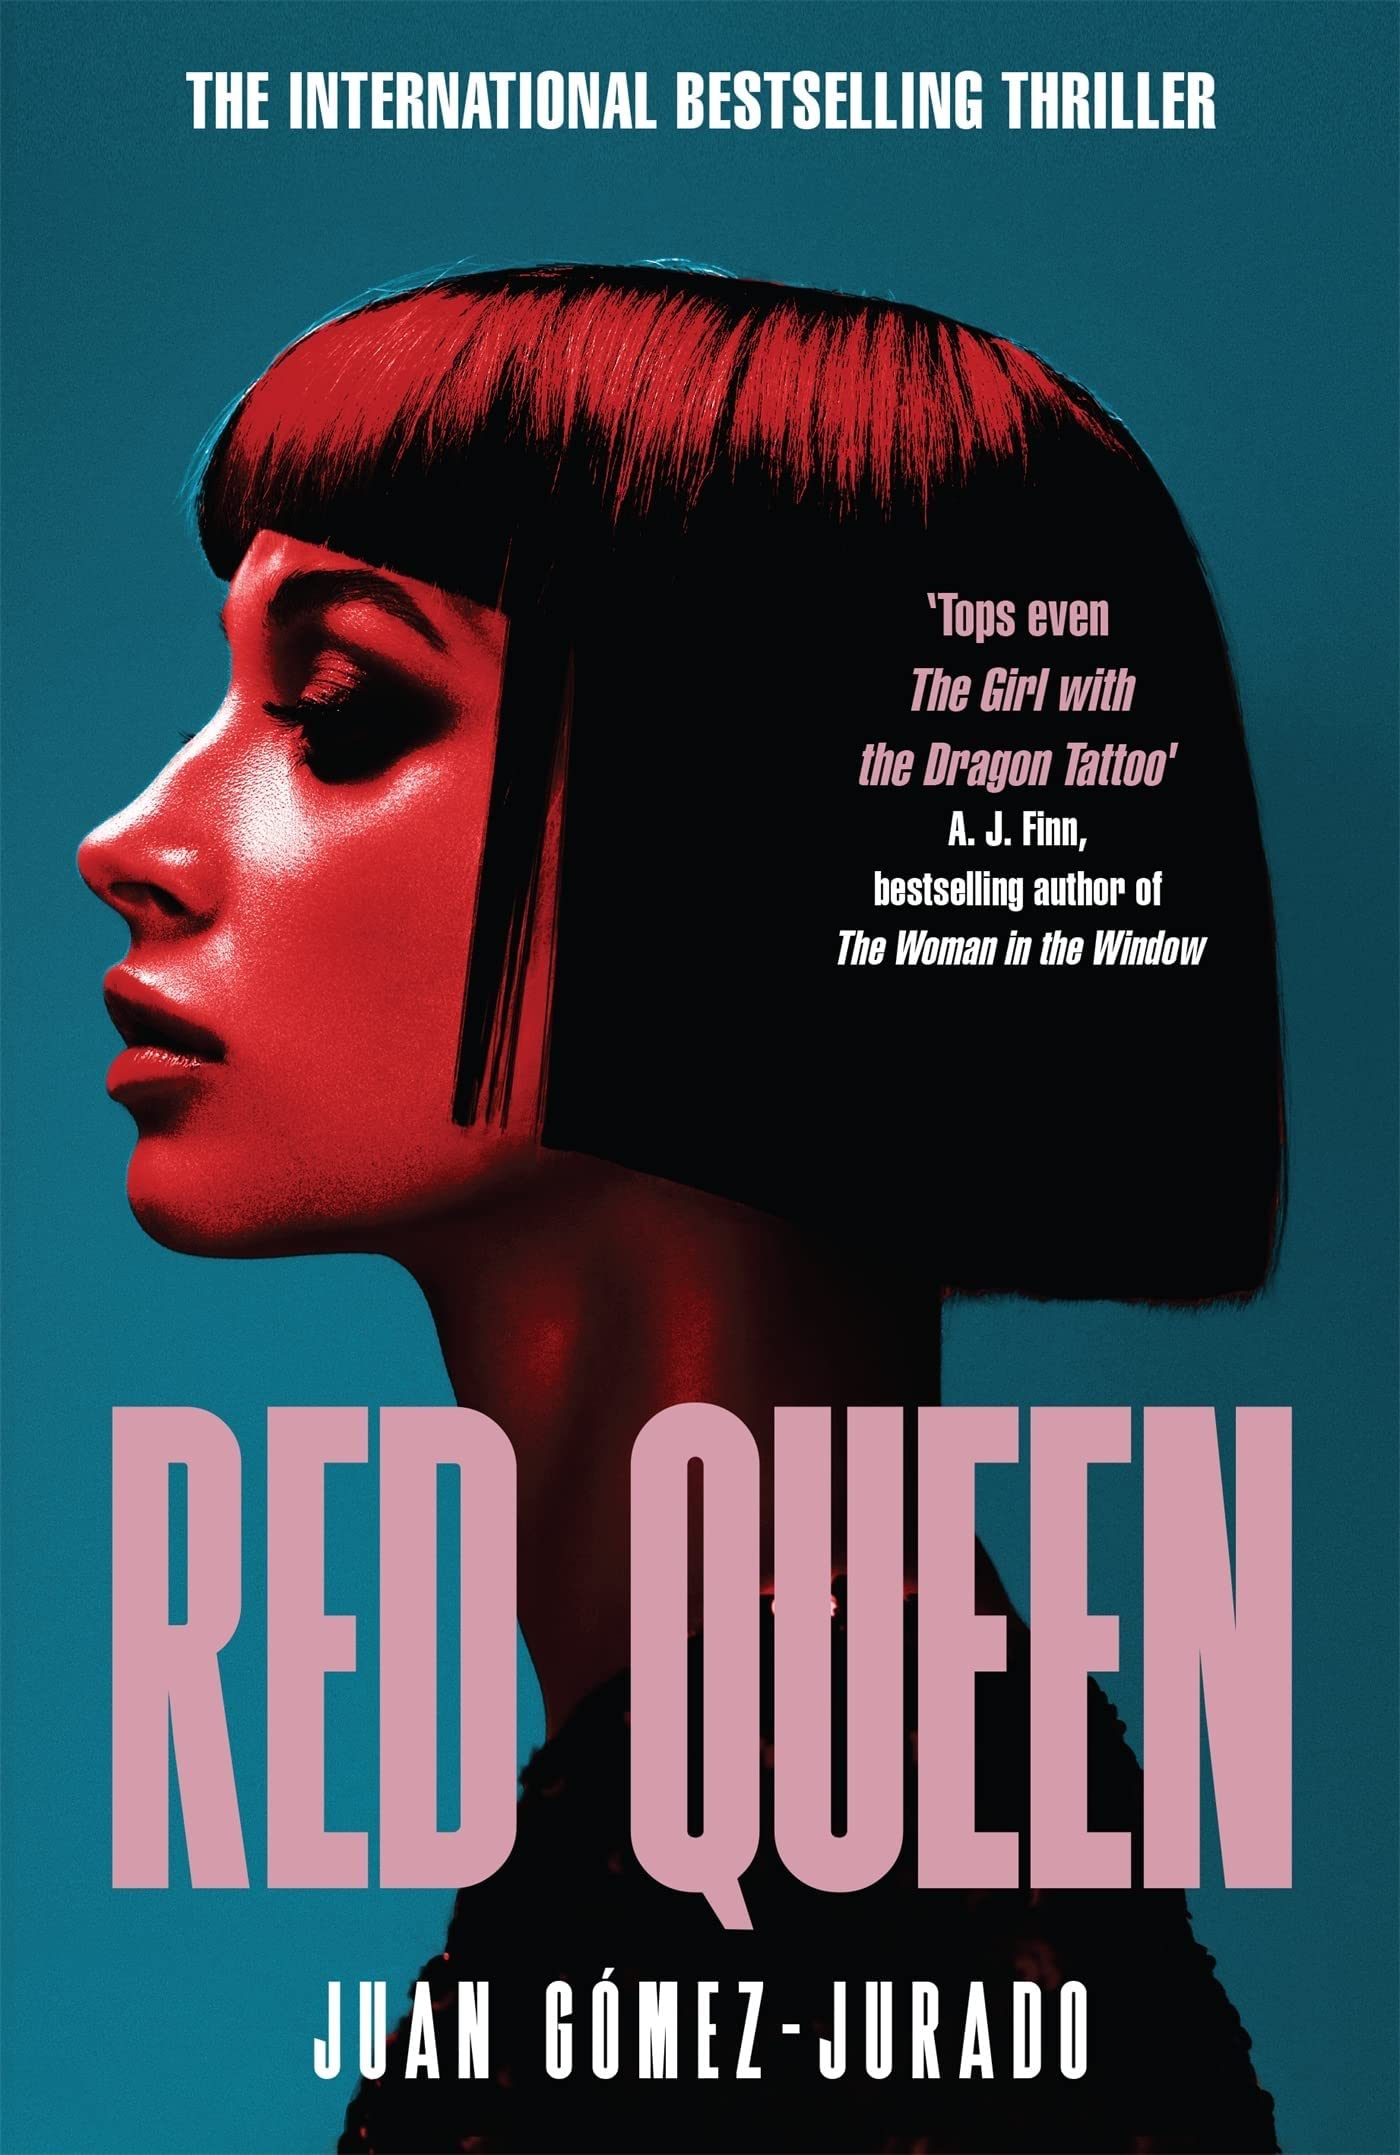 THE INTERNATIONAL BESTSELLING THRILLER
‘Tops even
The Girl with
the Dragon Tattoo'
A. J. Finn,
bestselling author of
The Woman in the Window
RED QUEEN
JUAN GÓMEZ-JURADO